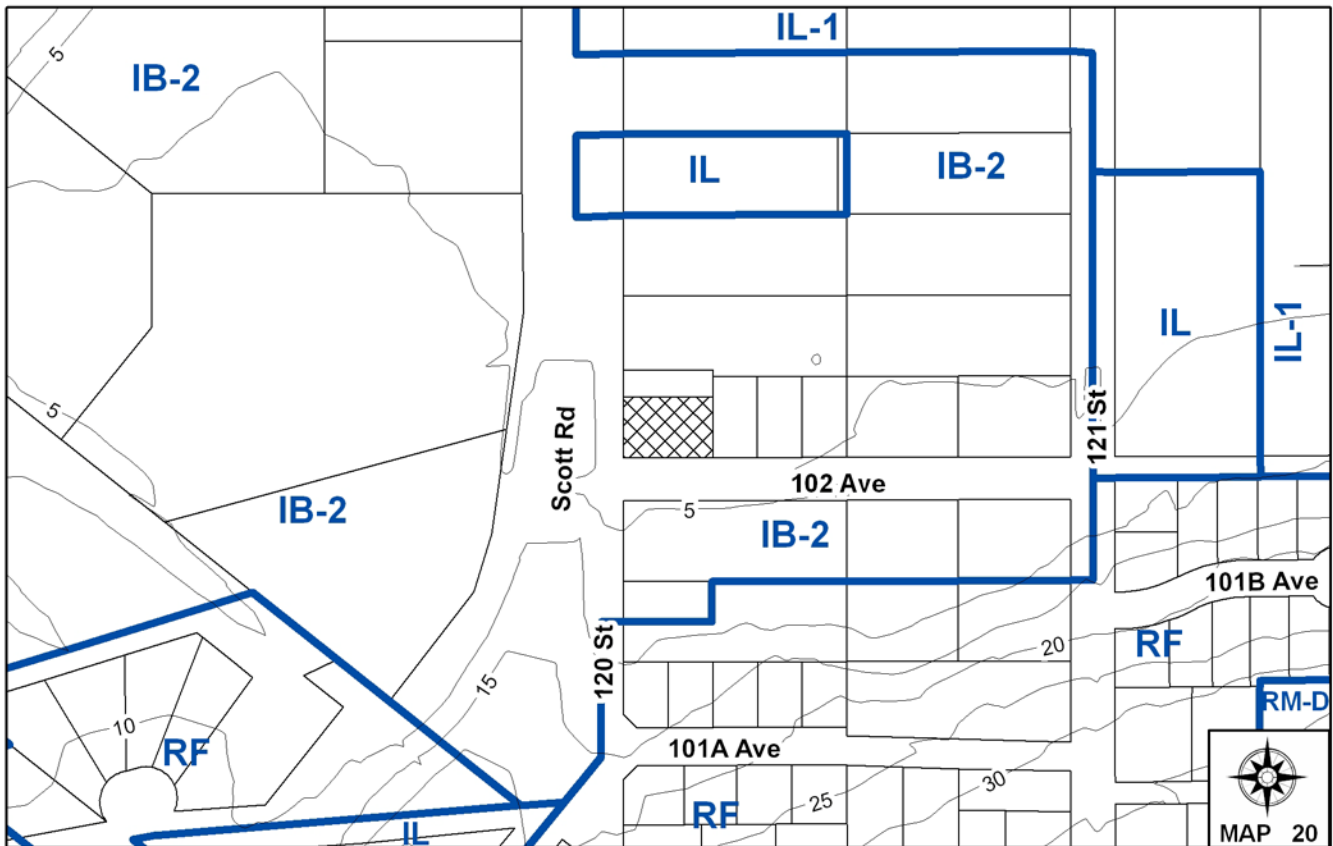 IL-1
5
IB-2
IL
IB-2
IL
IL-1
5
Scott Rd
121 St
102 Ave
5
IB-2
IB-2
101B Ave
120 St
20
RF
15
RM-D
10
RF
101A Ave
30
25
RF
IL
MAP 20